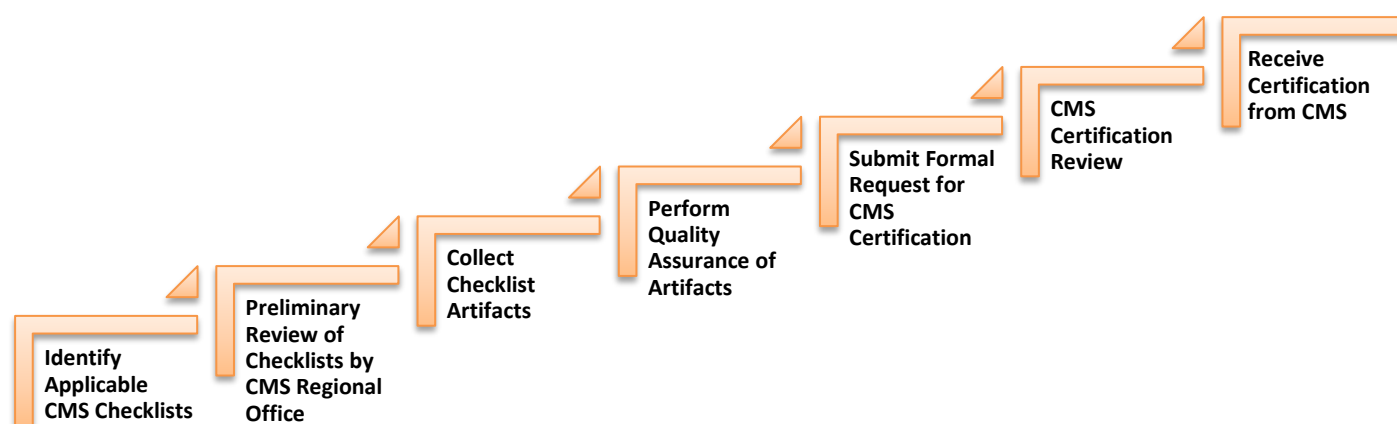 Identify
Applicable
CMS Checklists
Preliminary
Review of
Checklists by
CMS Regional
Office
Collect
Checklist
Artifacts
Perform
Quality
Assurance of
Artifacts
Submit Formal
Request for
CMS
Certification
CMS
Certification
Review
Receive
Certification
from CMS